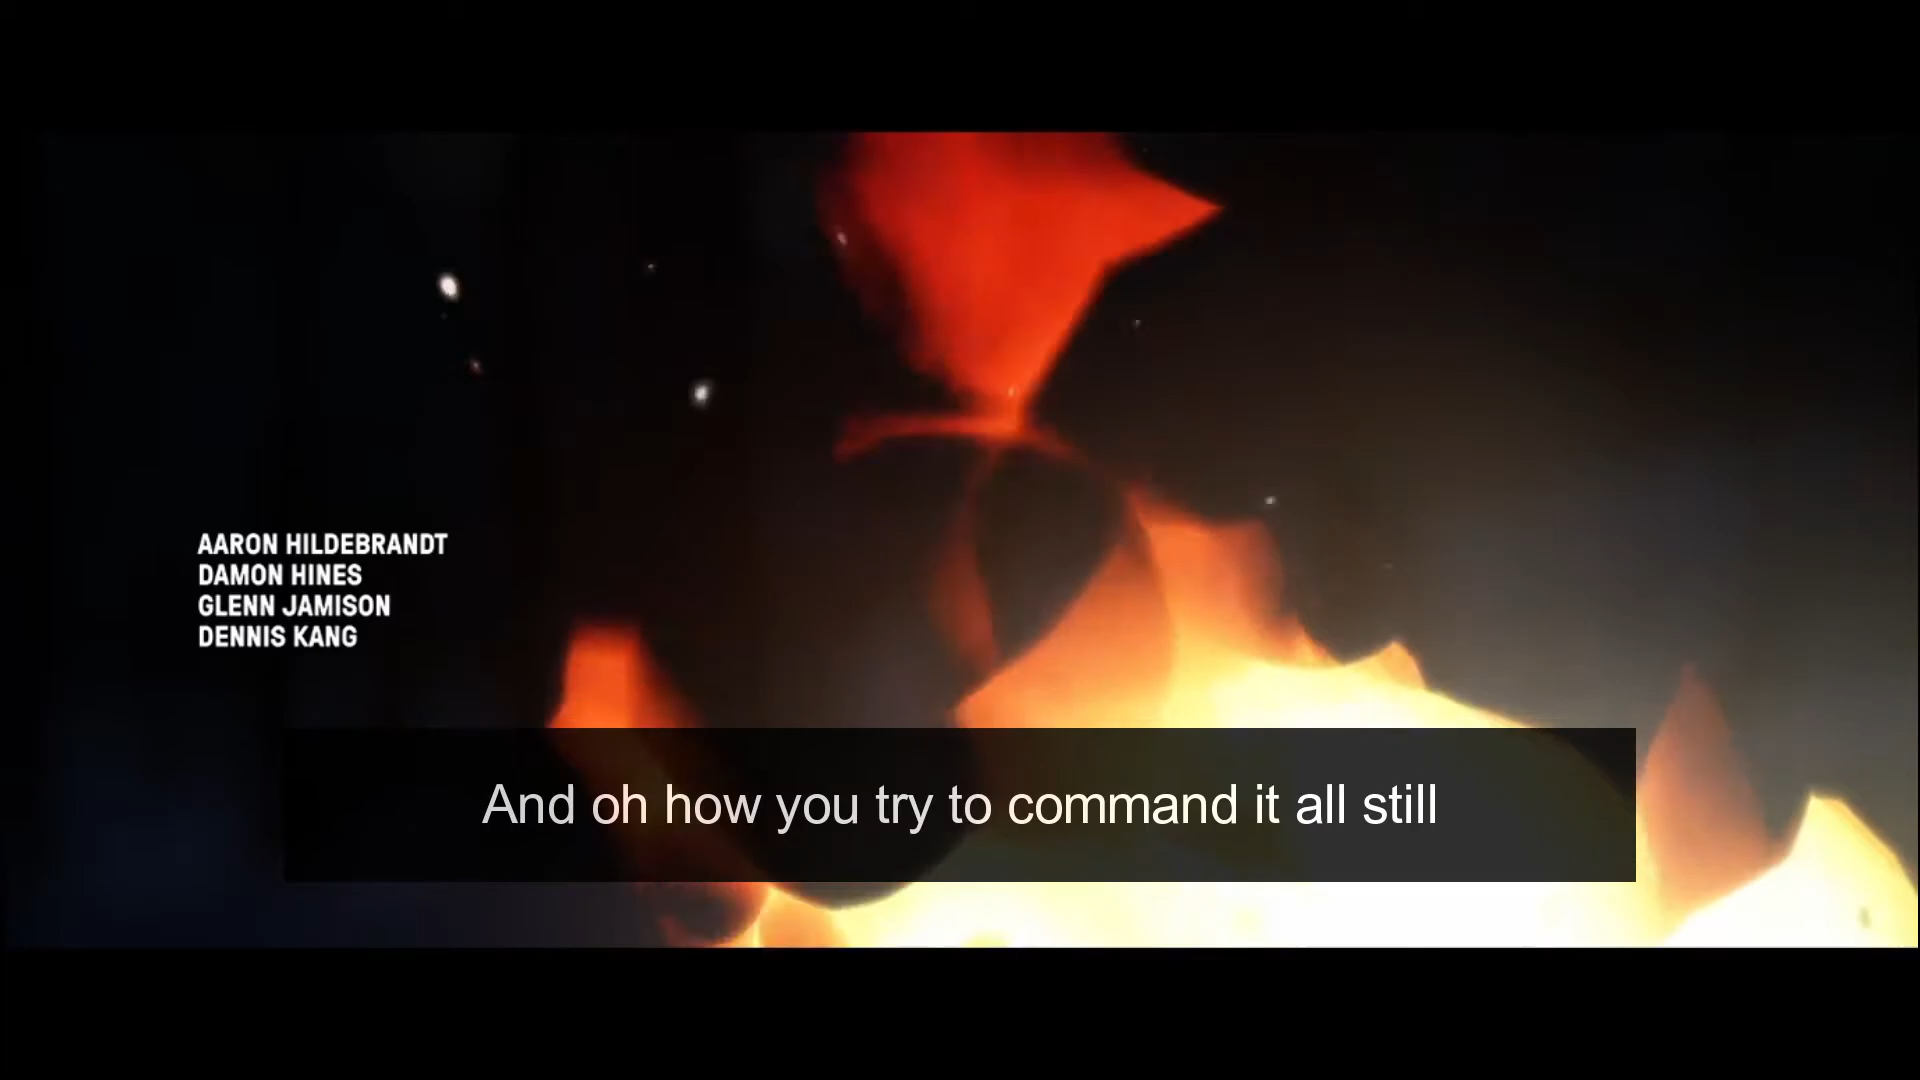 AARON HILDEBRANDT
DAMON HINES
GLENN JAMISON
DENNIS KANG
And oh how you try to command it all still